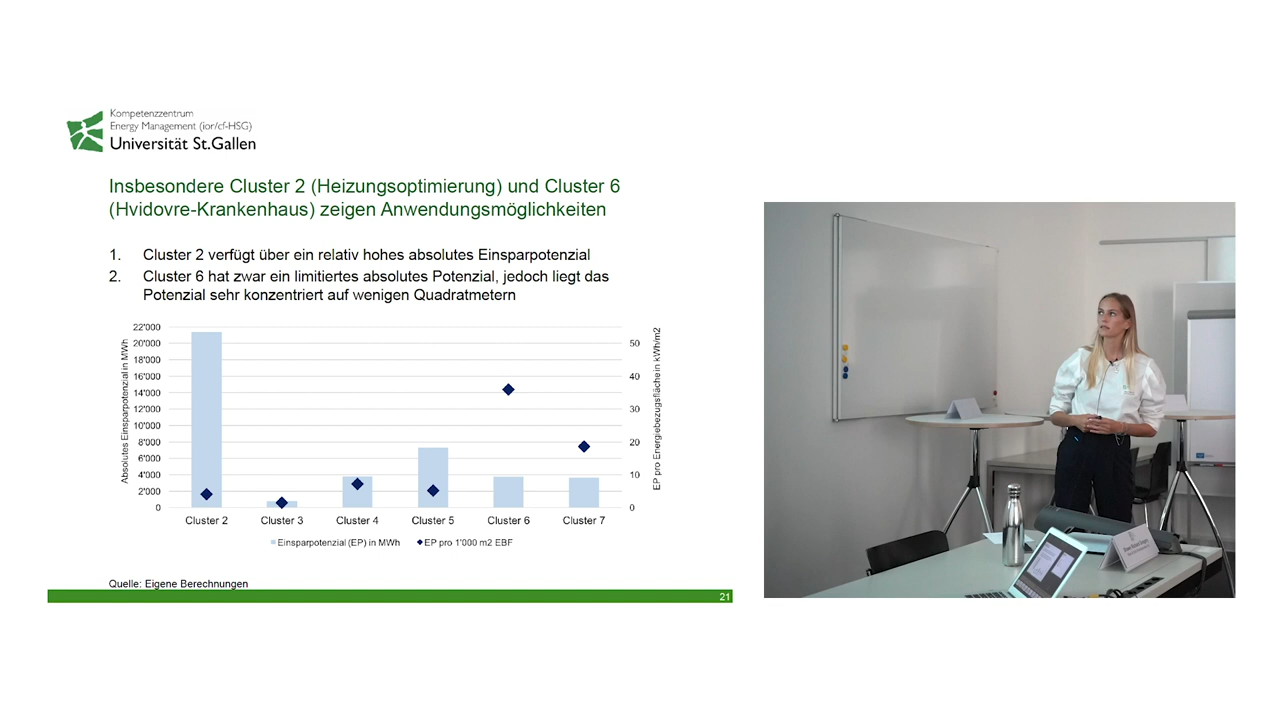 Kompetenzzentrum
Energy Management (ior/cf-HSG)
Universität St.Gallen
Insbesondere Cluster 2 (Heizungsoptimierung) und Cluster 6
(Hvidovre-Krankenhaus) zeigen Anwendungsmöglichkeiten
1. Cluster 2 verfügt über ein relativ hohes absolutes Einsparpotenzial
2. Cluster 6 hat zwar ein limitiertes absolutes Potenzial, jedoch liegt das
Potenzial sehr konzentriert auf wenigen Quadratmetern
Absolutes Einsparpotenzial in MWh
22'000
20'000
18'000
16'000
14'000
12'000
10'000
8'000
6'000
4'000
2'000
0
50
40
30
20
10
0
EP pro Energiebezugsfläche in kWh/m2
Cluster 2 Cluster 3 Cluster 4 Cluster 5 Cluster 6 Cluster 7
Einsparpotenzial (EP) in MWh EP pro 1'000 m2 EBF
Quelle: Eigene Berechnungen
21